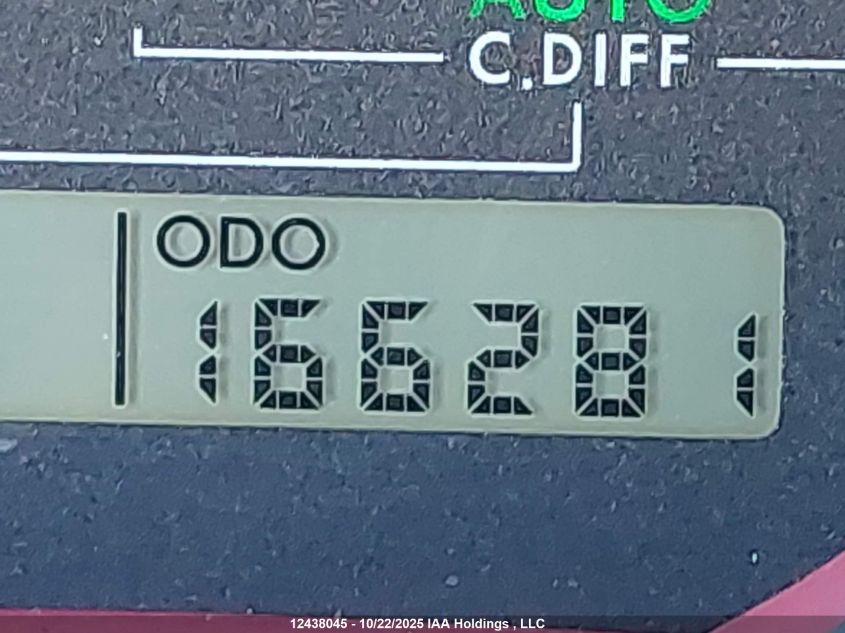 AUTO
C.DIFF
ODO
166281
12438045 - 10/22/2025 IAA Holdings , LLC